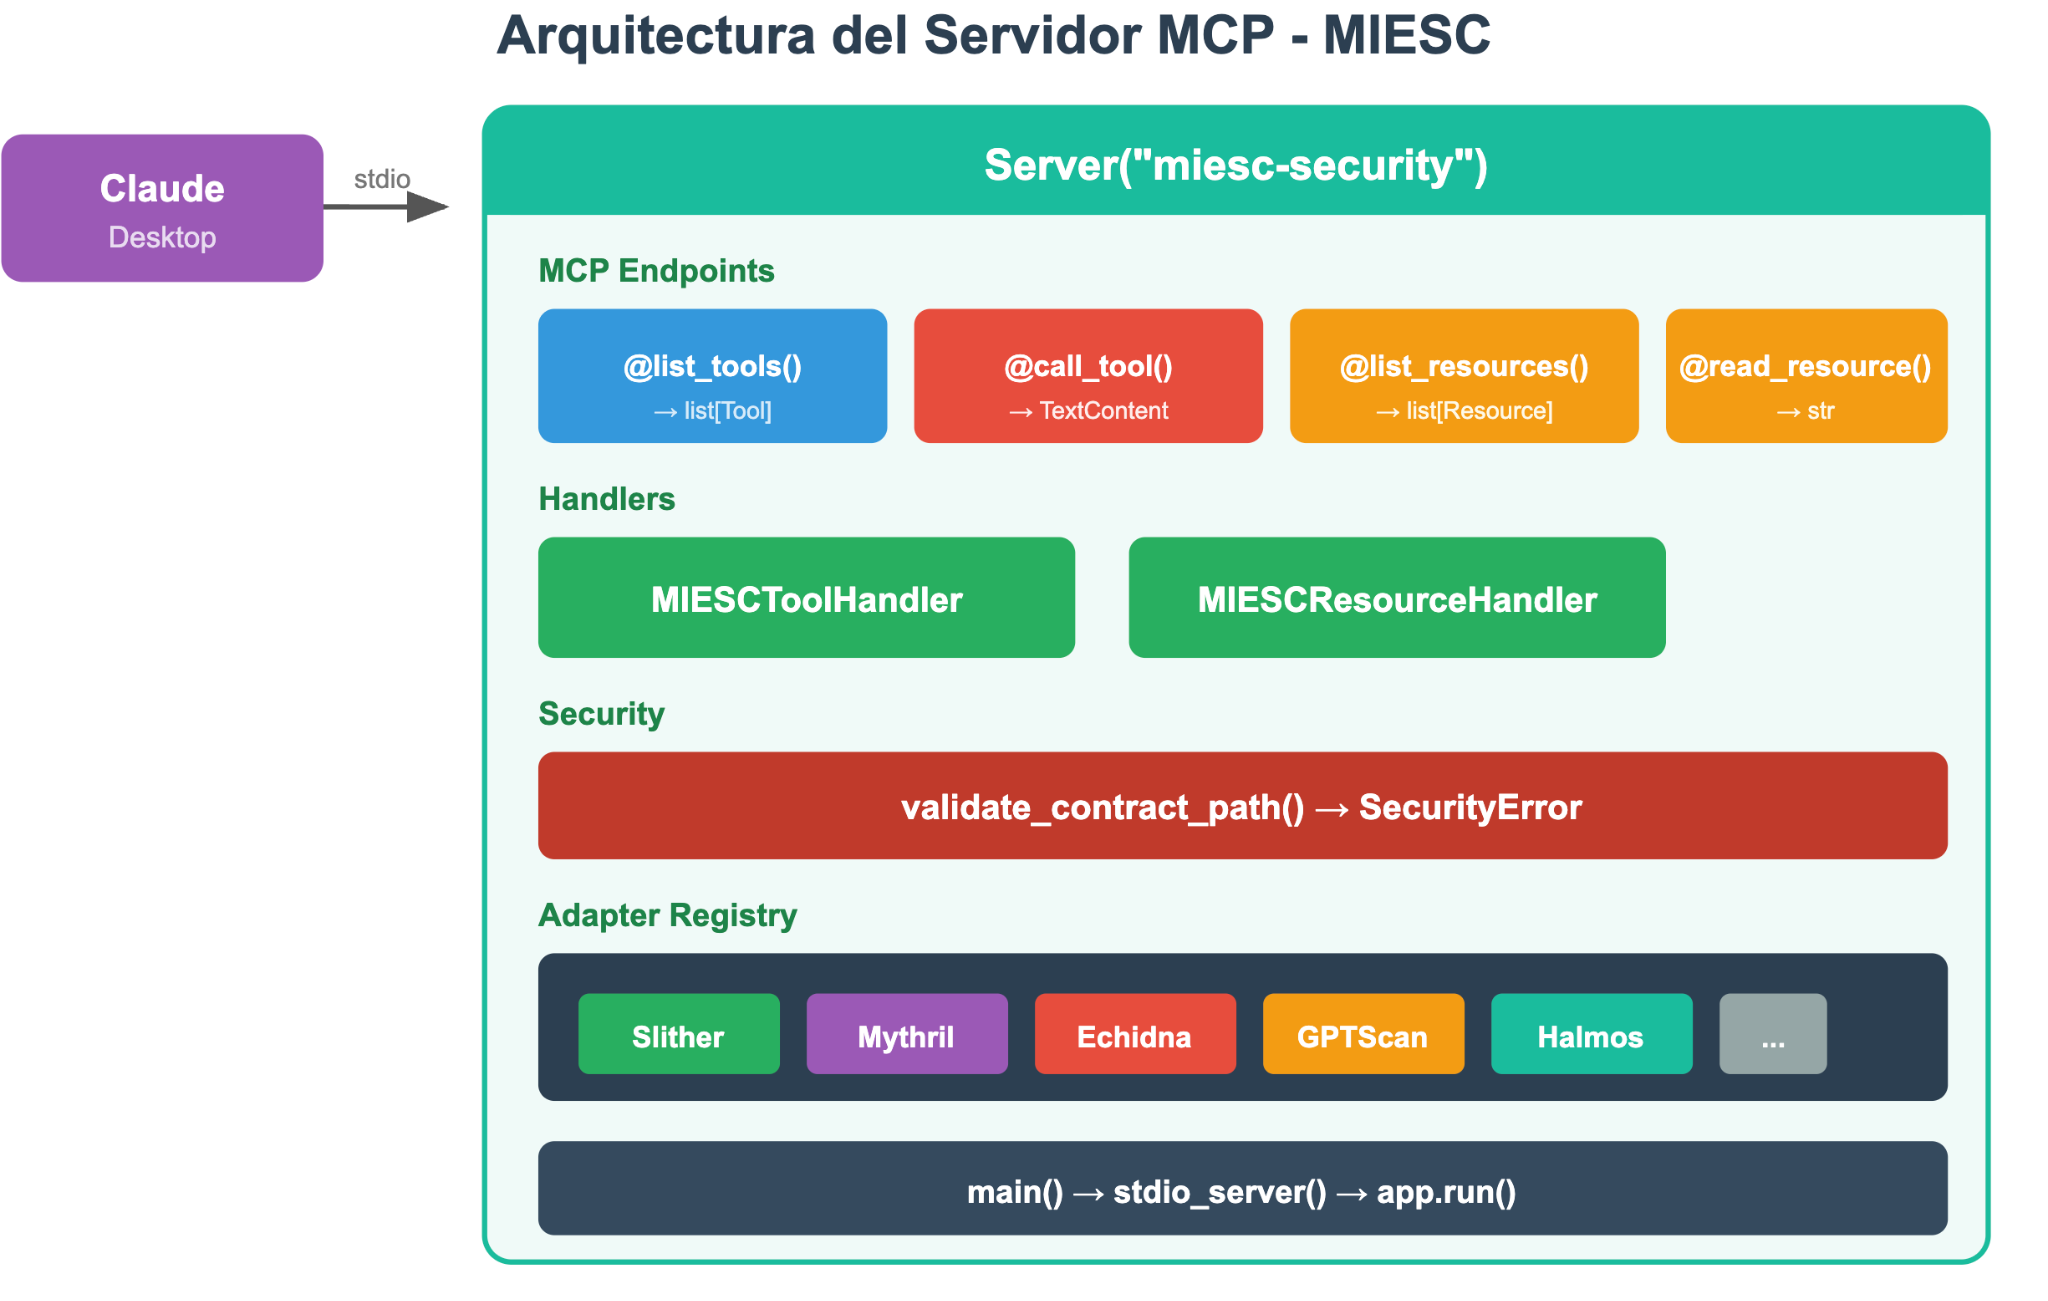 Arquitectura del Servidor MCP - MIESC
Claude
Desktop
stdio
Server("miesc-security")
MCP Endpoints
@list_tools()
→ list[Tool]
@call_tool()
→ TextContent
@list_resources()
→ list[Resource]
@read_resource()
→ str
Handlers
MIESCToolHandler
MIESCResourceHandler
Security
validate_contract_path() → SecurityError
Adapter Registry
Slither
Mythril
Echidna
GPTScan
Halmos
...
main() → stdio_server() → app.run()